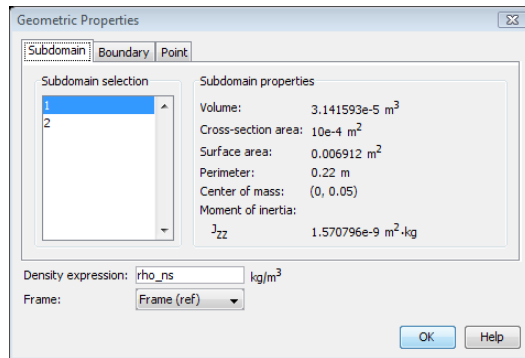 Geometric Properties
Subdomain Boundary Point
Subdomain selection
1
2
Subdomain properties
Volume: 3.141593e-5 m³
Cross-section area: 10e-4 m²
Surface area: 0.006912 m²
Perimeter: 0.22 m
Center of mass: (0, 0.05)
Moment of inertia:
Jzz 1.570796e-9 m²·kg
Density expression: rho_ns kg/m³
Frame: Frame (ref)
OK Help